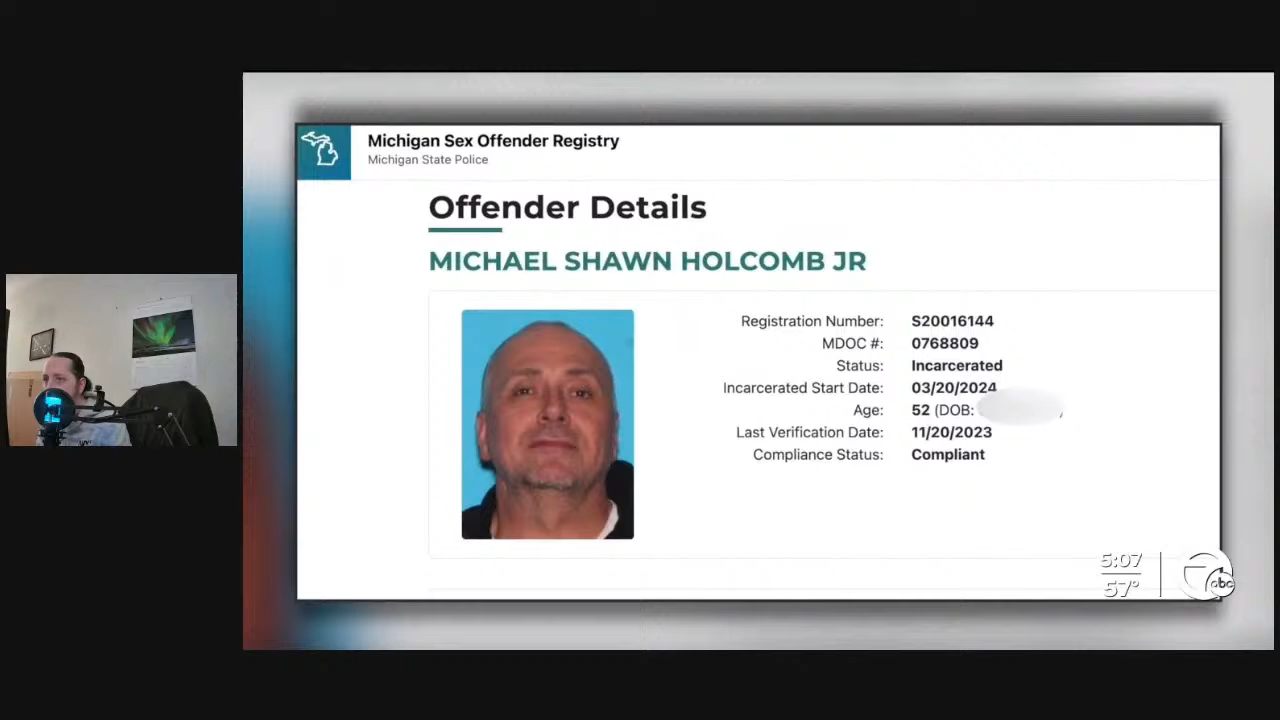 Michigan Sex Offender Registry
Michigan State Police
Offender Details
MICHAEL SHAWN HOLCOMB JR
Registration Number: S20016144
MDOC #: 0768809
Status: Incarcerated
Incarcerated Start Date: 03/20/2024
Age: 52 (DOB:
Last Verification Date: 11/20/2023
Compliance Status: Compliant
5:07
57°
7
abc